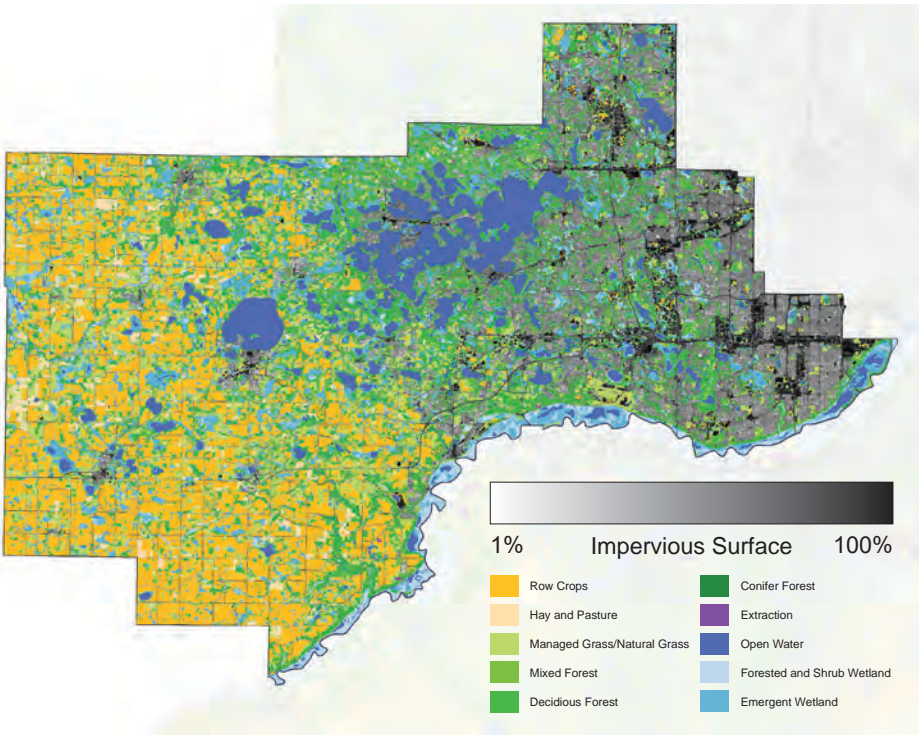 1% Impervious Surface 100%
Row Crops
Hay and Pasture
Managed Grass/Natural Grass
Mixed Forest
Decidious Forest
Conifer Forest
Extraction
Open Water
Forested and Shrub Wetland
Emergent Wetland